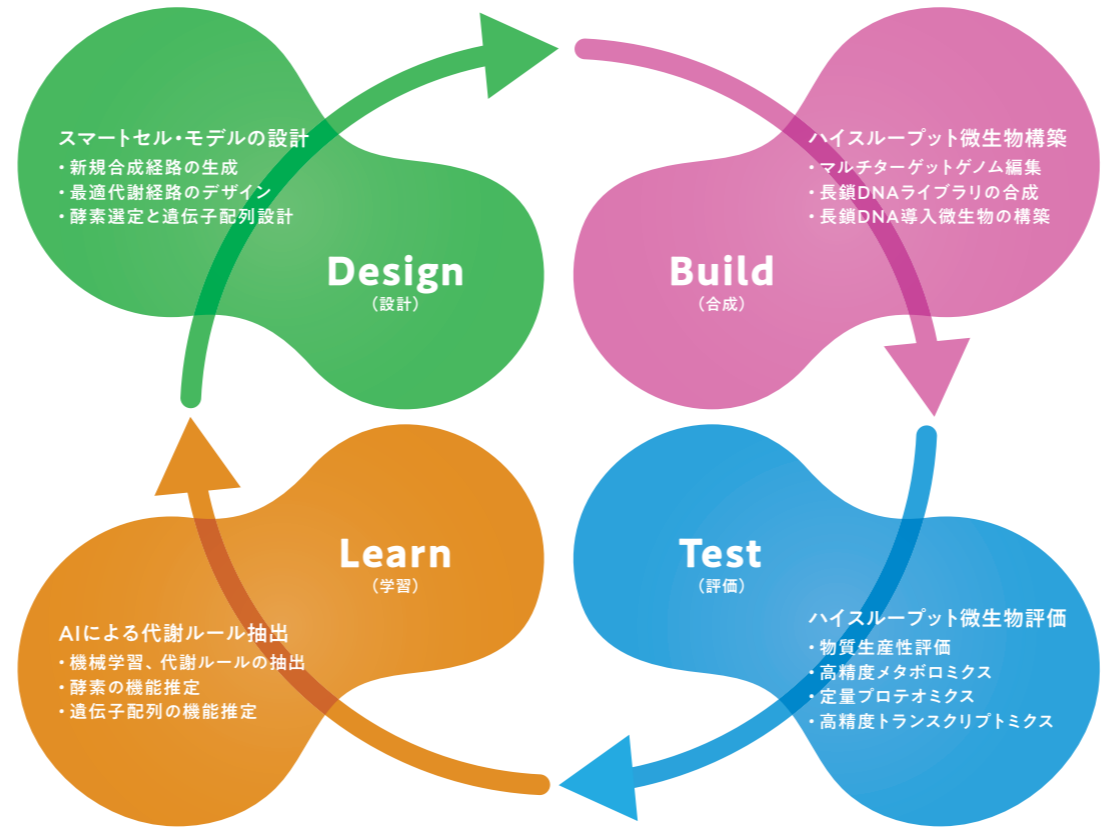 スマートセル・モデルの設計
・新規合成経路の生成
・最適代謝経路のデザイン
・酵素選定と遺伝子配列設計
Design
（設計）
ハイスループット微生物構築
・マルチターゲットゲノム編集
・長鎖DNAライブラリの合成
・長鎖DNA導入微生物の構築
Build
（合成）
Learn
（学習）
AIによる代謝ルール抽出
・機械学習、代謝ルールの抽出
・酵素の機能推定
・遺伝子配列の機能推定
Test
（評価）
ハイスループット微生物評価
・物質生産性評価
・高精度メタボロミクス
・定量プロテオミクス
・高精度トランスクリプトミクス